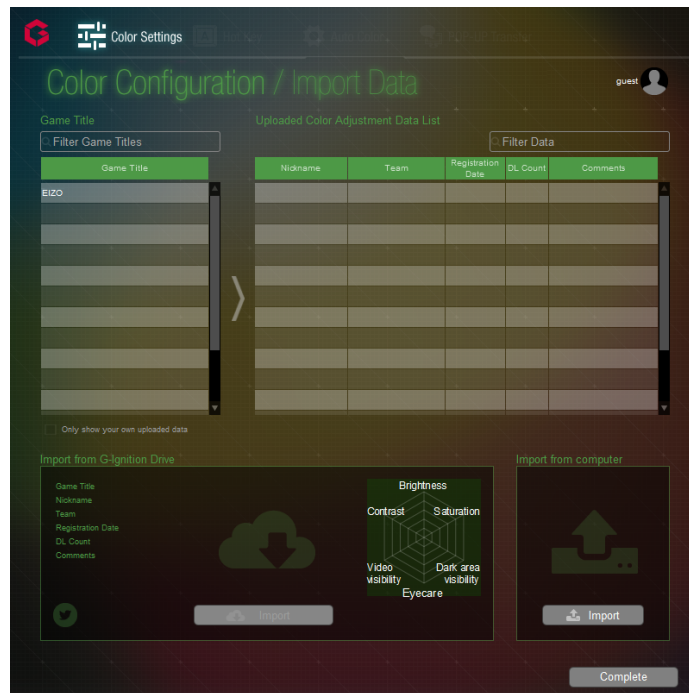 Color Settings
Color Configuration / Import Data
guest
Game Title
Uploaded Color Adjustment Data List
Filter Game Titles
Filter Data
Game Title
Nickname
Team
Registration
Date
DL Count
Comments
EIZO
Only show your own uploaded data
Import from G-Ignition Drive
Game Title
Nickname
Team
Registration Date
DL Count
Comments
Brightness
Contrast
Saturation
Video
visibility
Dark area
visibility
Eyecare
Import
Import from computer
Import
Complete